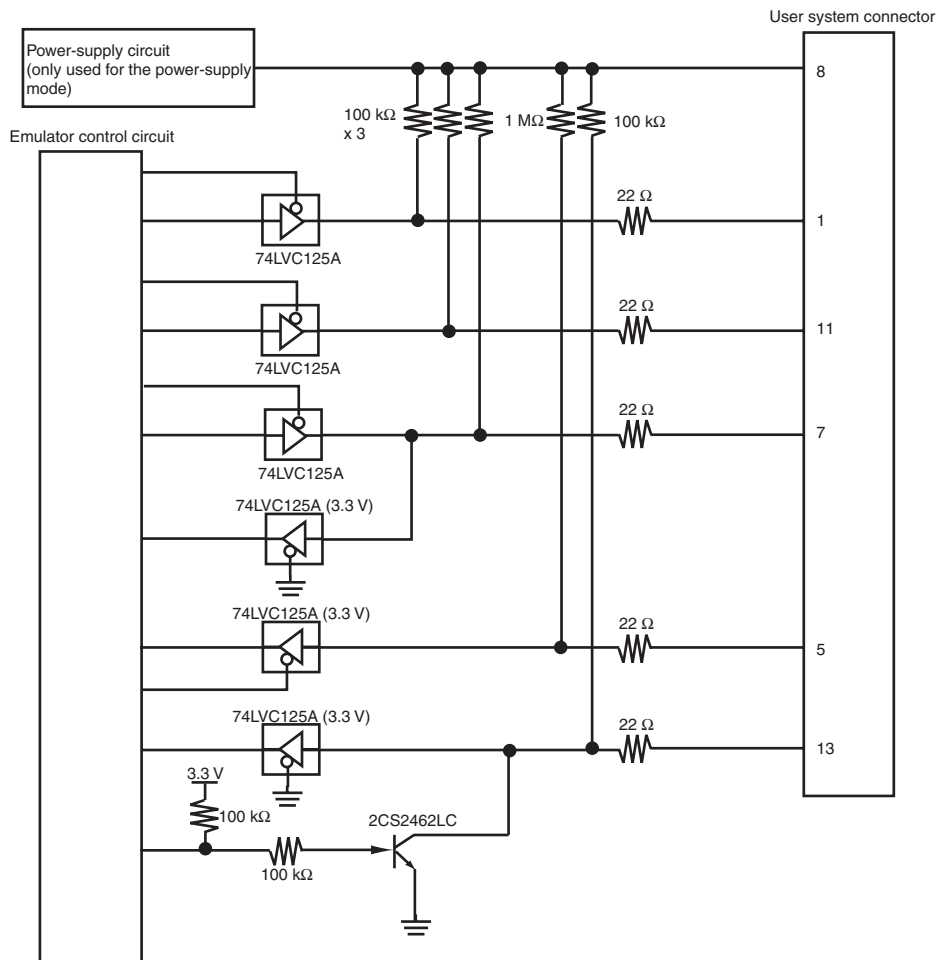 User system connector
Power-supply circuit
(only used for the power-supply
mode)
8
100 kΩ
x 3
1 MΩ
100 kΩ
Emulator control circuit
22 Ω
1
74LVC125A
22 Ω
11
74LVC125A
22 Ω
7
74LVC125A
74LVC125A (3.3 V)
74LVC125A (3.3 V)
22 Ω
5
74LVC125A (3.3 V)
22 Ω
13
3.3 V
100 kΩ
2CS2462LC
100 kΩ